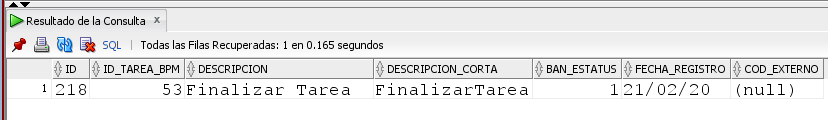 Resultado de la Consulta x
SQL | Todas las Filas Recuperadas: 1 en 0.165 segundos
ID ID_TAREA_BPM DESCRIPCION DESCRIPCION_CORTA BAN_ESTATUS FECHA_REGISTRO COD_EXTERNO
1 218 53 Finalizar Tarea FinalizarTarea 1 21/02/20 (null)